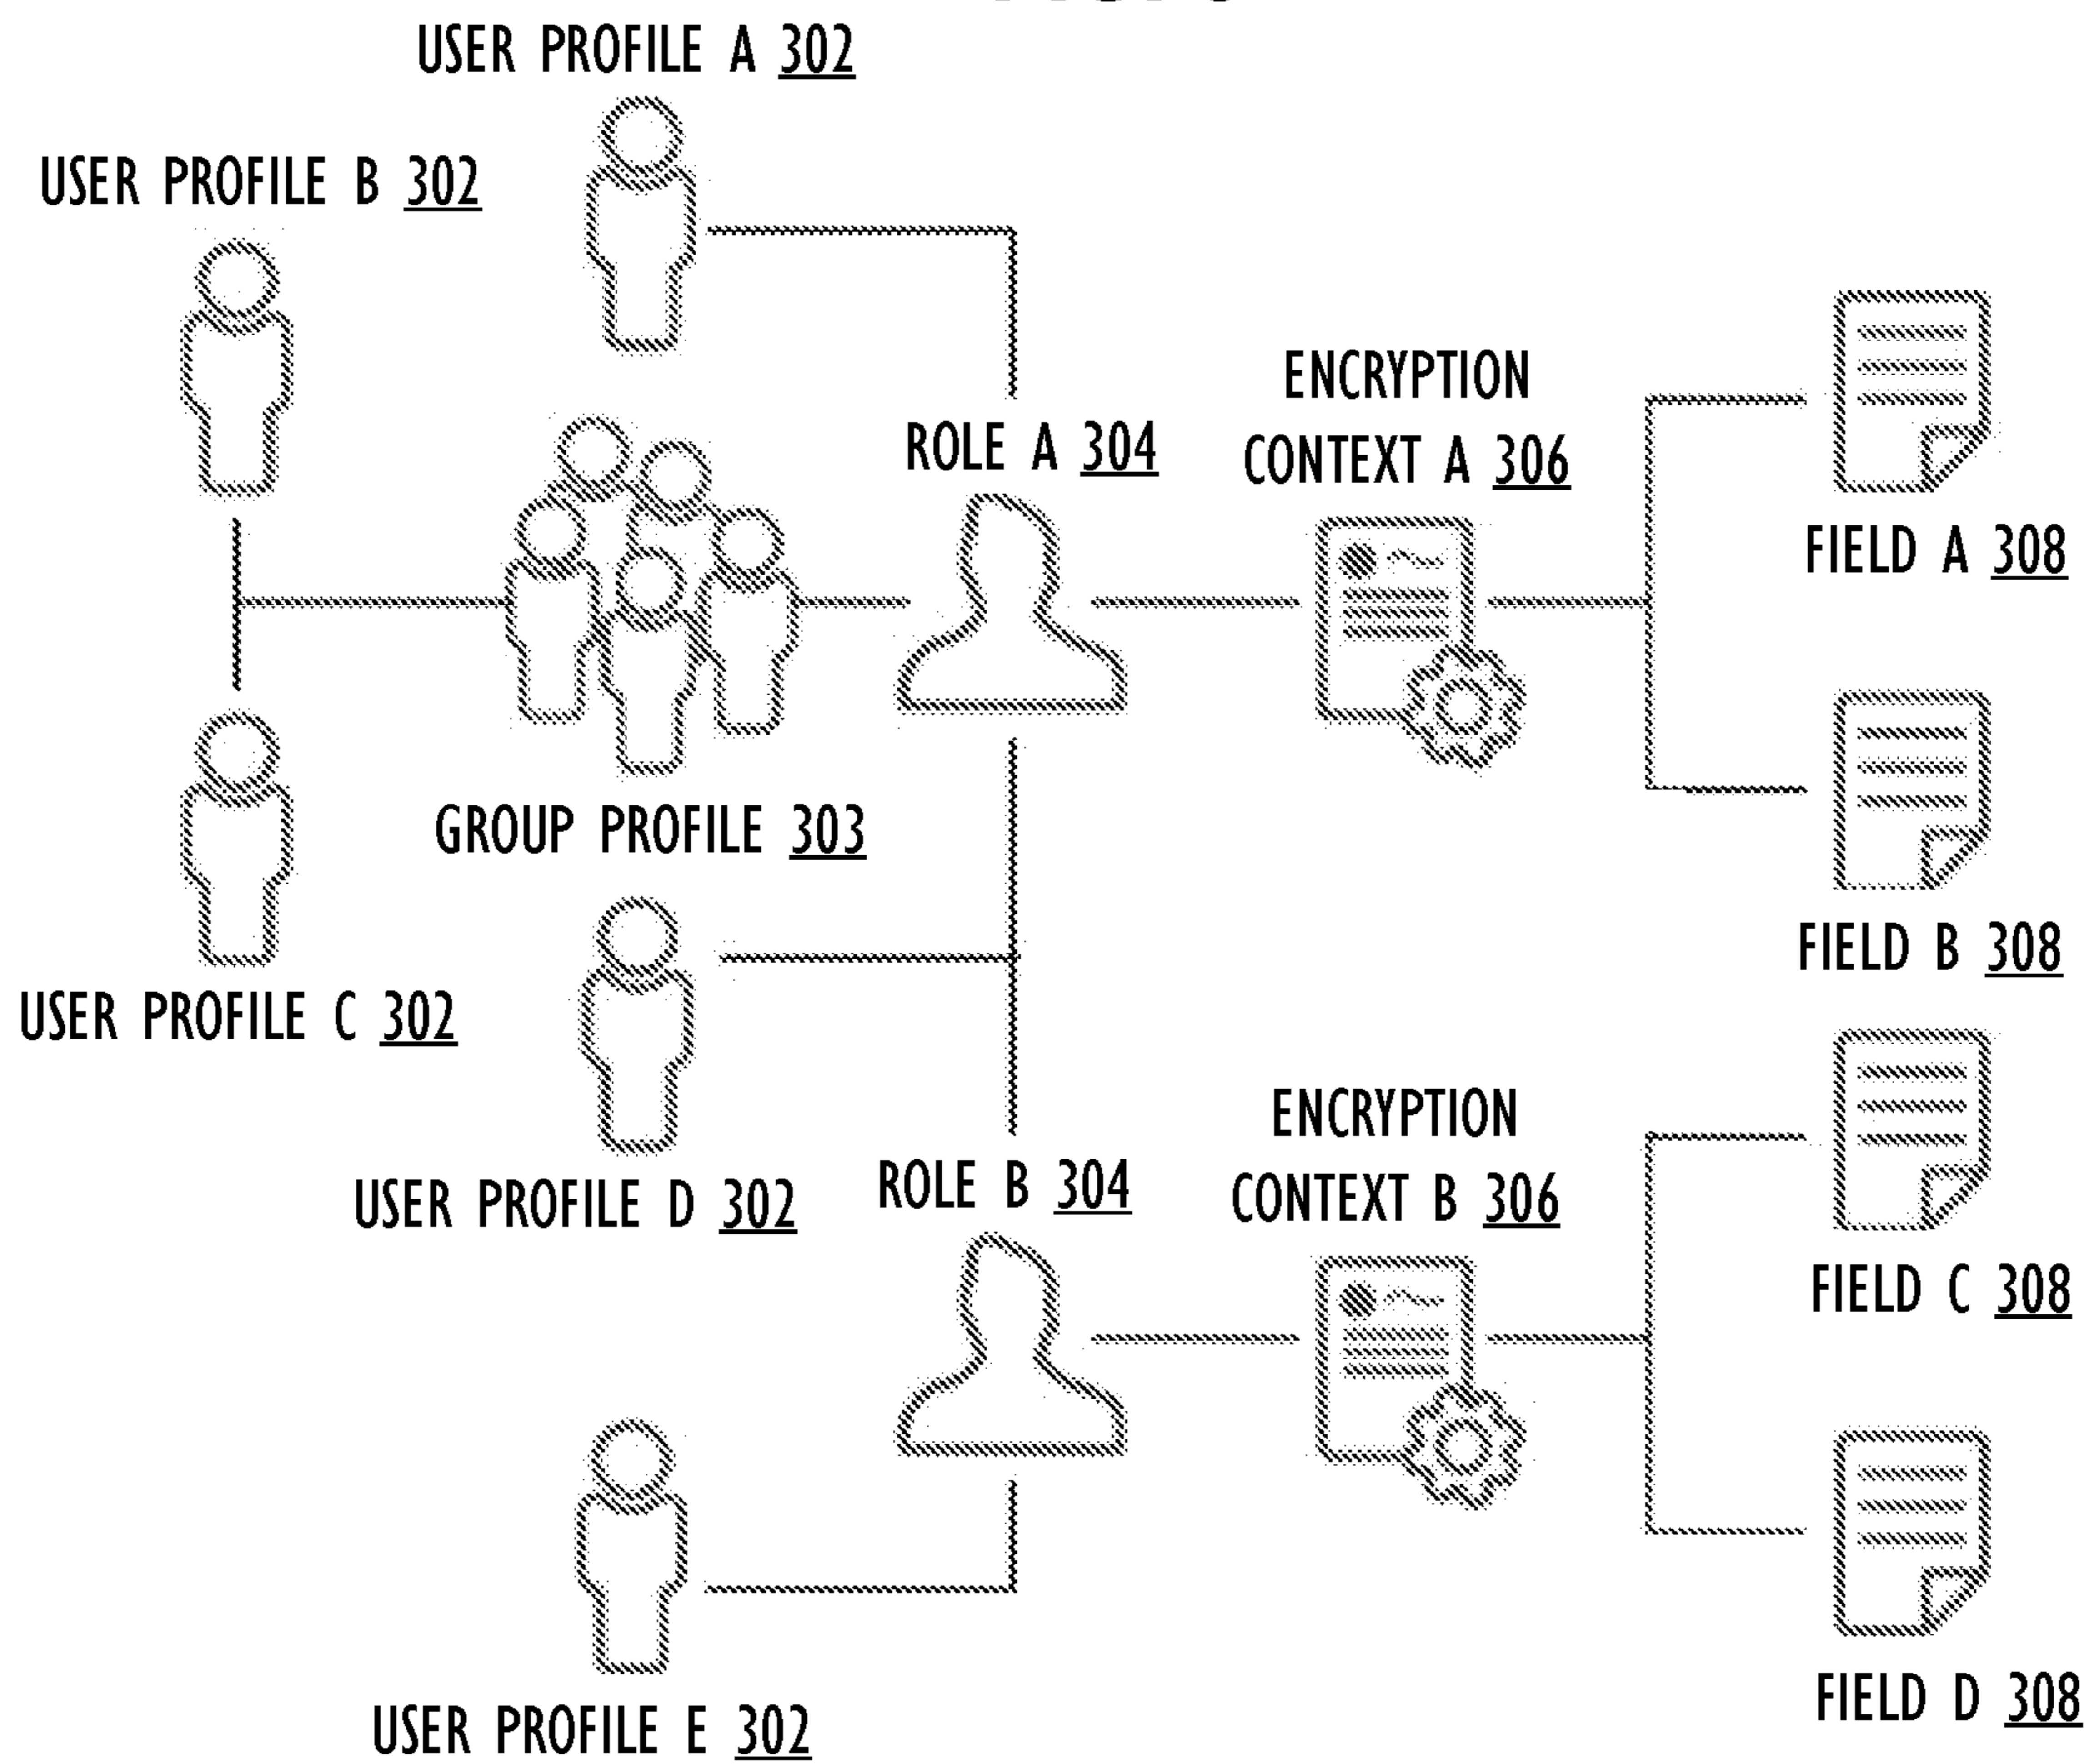 USER PROFILE A 302
USER PROFILE B 302
ENCRYPTION
CONTEXT A 306
ROLE A 304
FIELD A 308
GROUP PROFILE 303
FIELD B 308
USER PROFILE C 302
ENCRYPTION
CONTEXT B 306
USER PROFILE D 302
ROLE B 304
FIELD C 308
USER PROFILE E 302
FIELD D 308